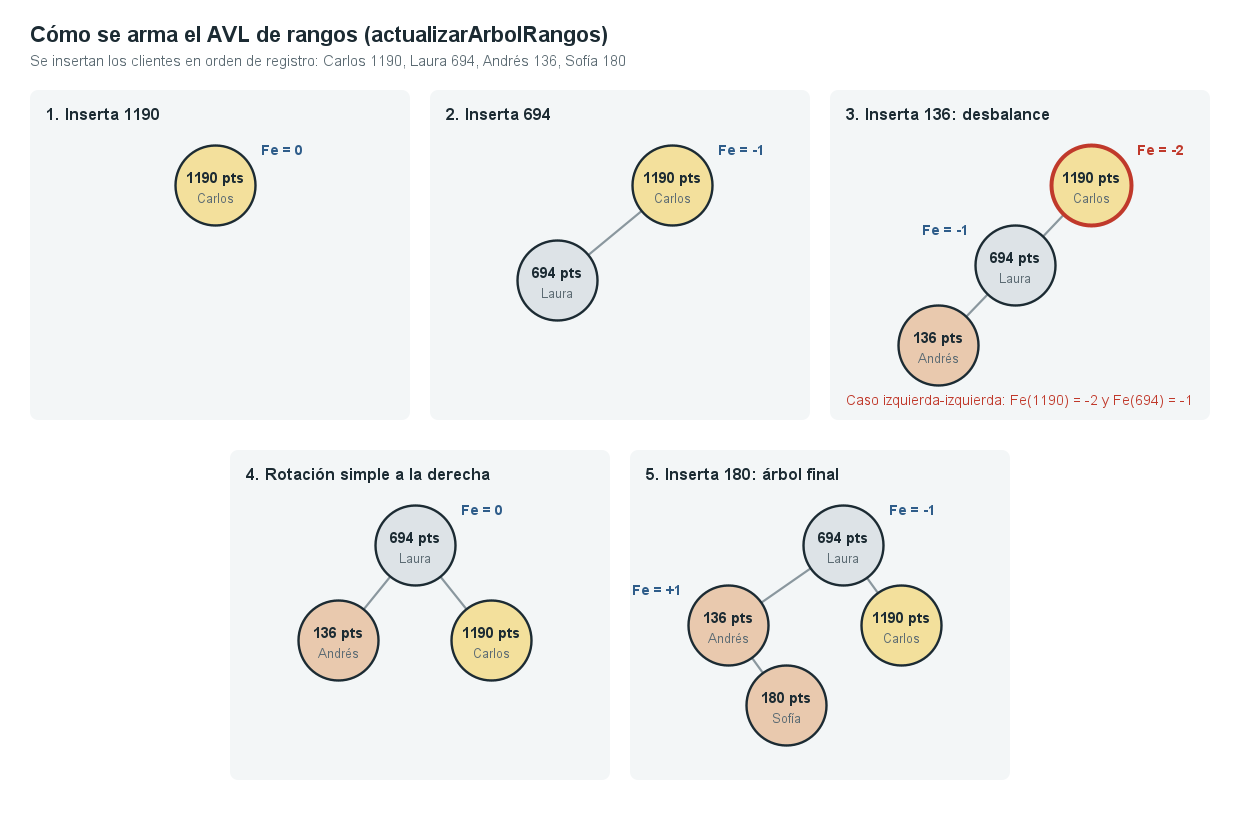 Cómo se arma el AVL de rangos (actualizarArbolRangos)
Se insertan los clientes en orden de registro: Carlos 1190, Laura 694, Andrés 136, Sofía 180
1. Inserta 1190
Fe = 0
1190 pts
Carlos
2. Inserta 694
Fe = -1
1190 pts
Carlos
694 pts
Laura
3. Inserta 136: desbalance
Fe = -2
1190 pts
Carlos
Fe = -1
694 pts
Laura
136 pts
Andrés
Caso izquierda-izquierda: Fe(1190) = -2 y Fe(694) = -1
4. Rotación simple a la derecha
Fe = 0
694 pts
Laura
136 pts
Andrés
1190 pts
Carlos
5. Inserta 180: árbol final
Fe = -1
694 pts
Laura
Fe = +1
136 pts
Andrés
1190 pts
Carlos
180 pts
Sofía